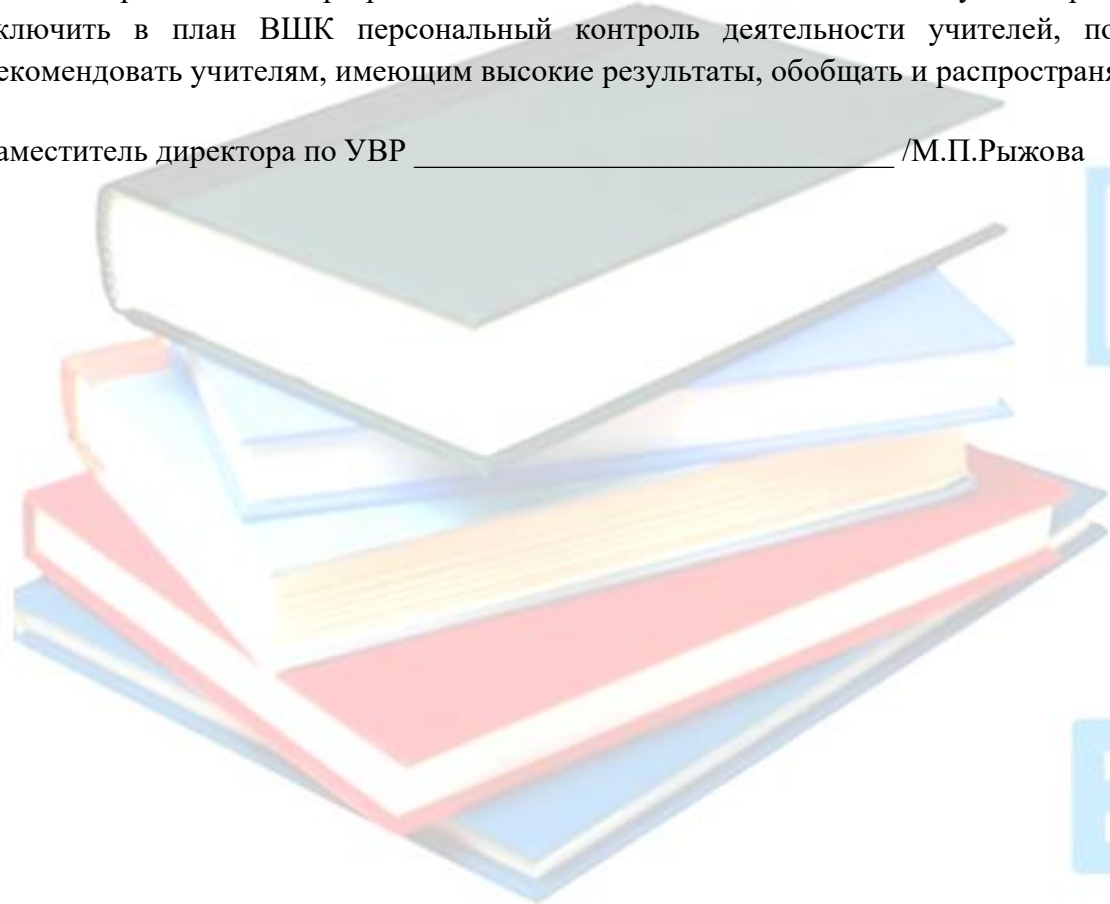 ключить в план ВШК персональный контроль деятельности учителей, по
екомендовать учителям, имеющим высокие результаты, обобщать и распространя
аместитель директора по УВР ______________________________ /М.П.Рыжова